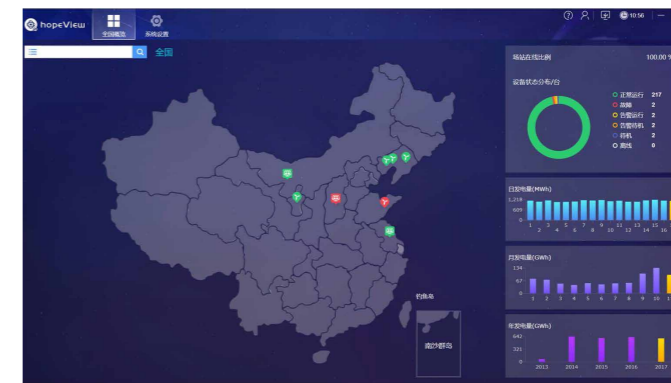 hopeView
全国概览
系统设置
10:56
全国
场站在线比例 100.00 %
设备状态分布/台
正常运行 217
故障 2
告警运行 2
告警待机 2
待机 2
离线 0
日发电量(MWh)
1,218
609
0
1 2 3 4 5 6 7 8 9 10 11 12 13 14 15 16
月发电量(GWh)
134
67
0
1 2 3 4 5 6 7 8 9 10
年发电量(GWh)
642
321
0
2013 2014 2015 2016 2017
钓鱼岛
南沙群岛